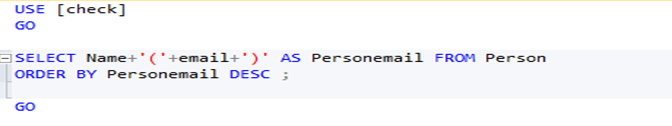 USE [check]
GO
SELECT Name+'('+email+')' AS Personemail FROM Person
ORDER BY Personemail DESC ;
GO